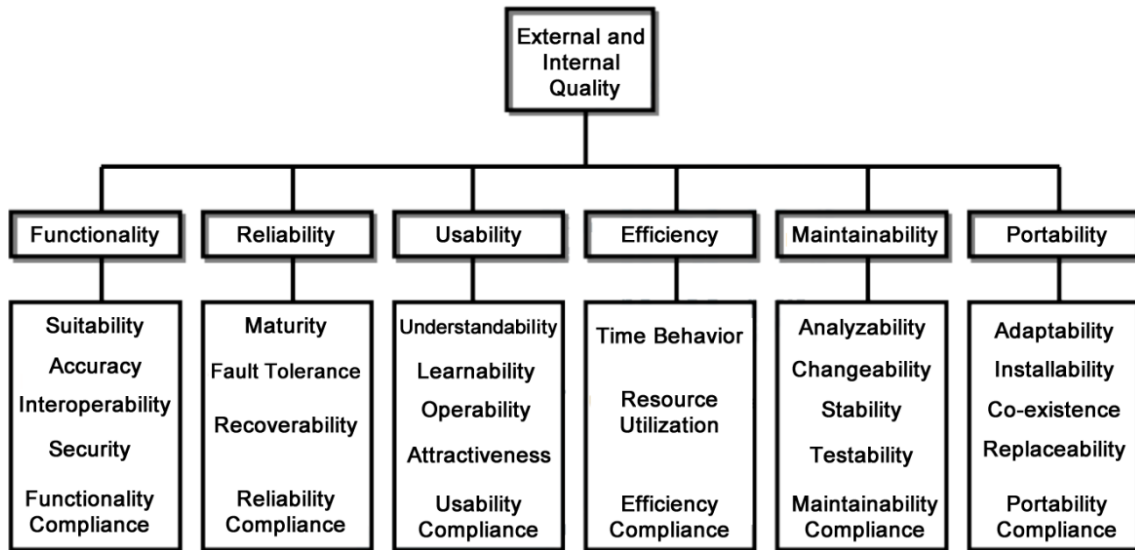 External and
Internal
Quality
Functionality
Reliability
Usability
Efficiency
Maintainability
Portability
Suitability
Accuracy
Interoperability
Security
Functionality
Compliance
Maturity
Fault Tolerance
Recoverability
Reliability
Compliance
Understandability
Learnability
Operability
Attractiveness
Usability
Compliance
Time Behavior
Resource
Utilization
Efficiency
Compliance
Analyzability
Changeability
Stability
Testability
Maintainability
Compliance
Adaptability
Installability
Co-existence
Replaceability
Portability
Compliance